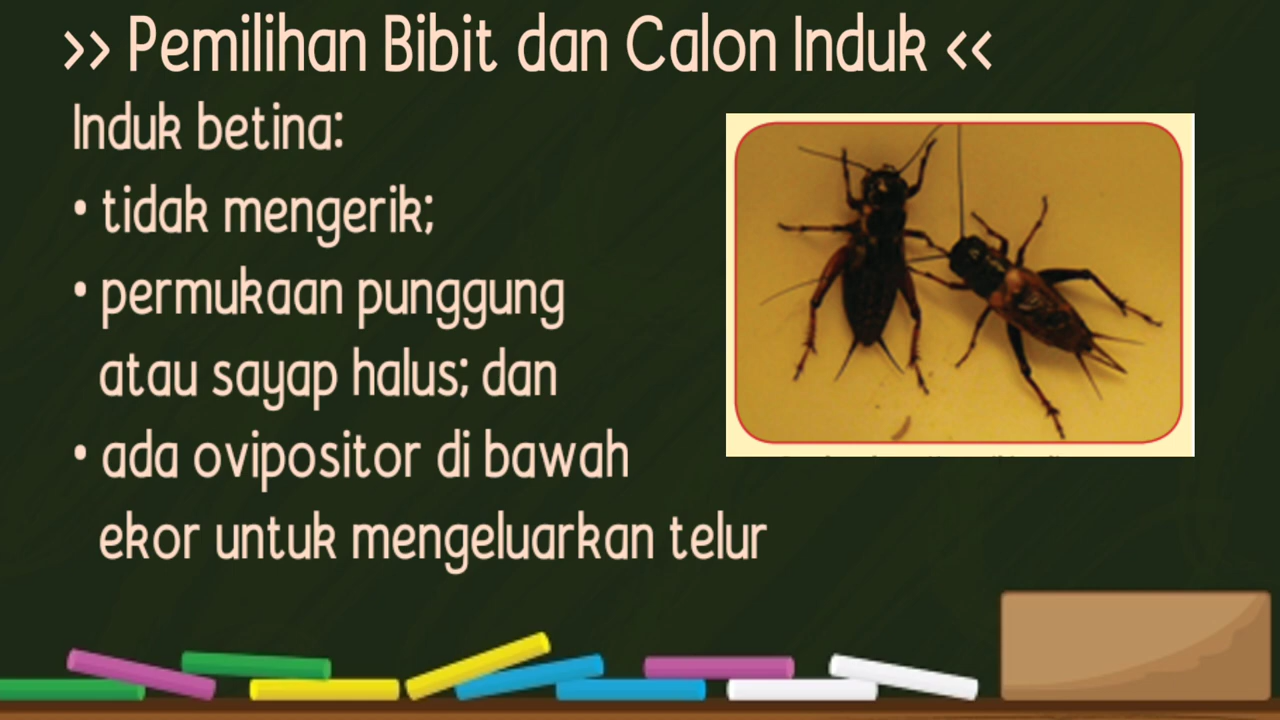 >> Pemilihan Bibit dan Calon Induk <<
Induk betina:
• tidak mengerik;
• permukaan punggung
atau sayap halus; dan
• ada ovipositor di bawah
ekor untuk mengeluarkan telur